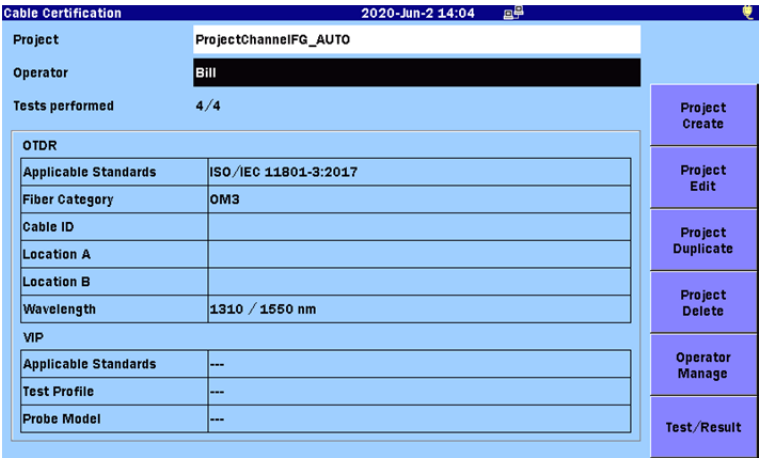 Cable Certification 2020-Jun-2 14:04
Project ProjectChannelFG_AUTO
Operator Bill
Tests performed 4/4
OTDR
Applicable Standards ISO/IEC 11801-3:2017
Fiber Category OM3
Cable ID
Location A
Location B
Wavelength 1310 / 1550 nm
VIP
Applicable Standards ---
Test Profile ---
Probe Model ---
Project
Create
Project
Edit
Project
Duplicate
Project
Delete
Operator
Manage
Test/Result